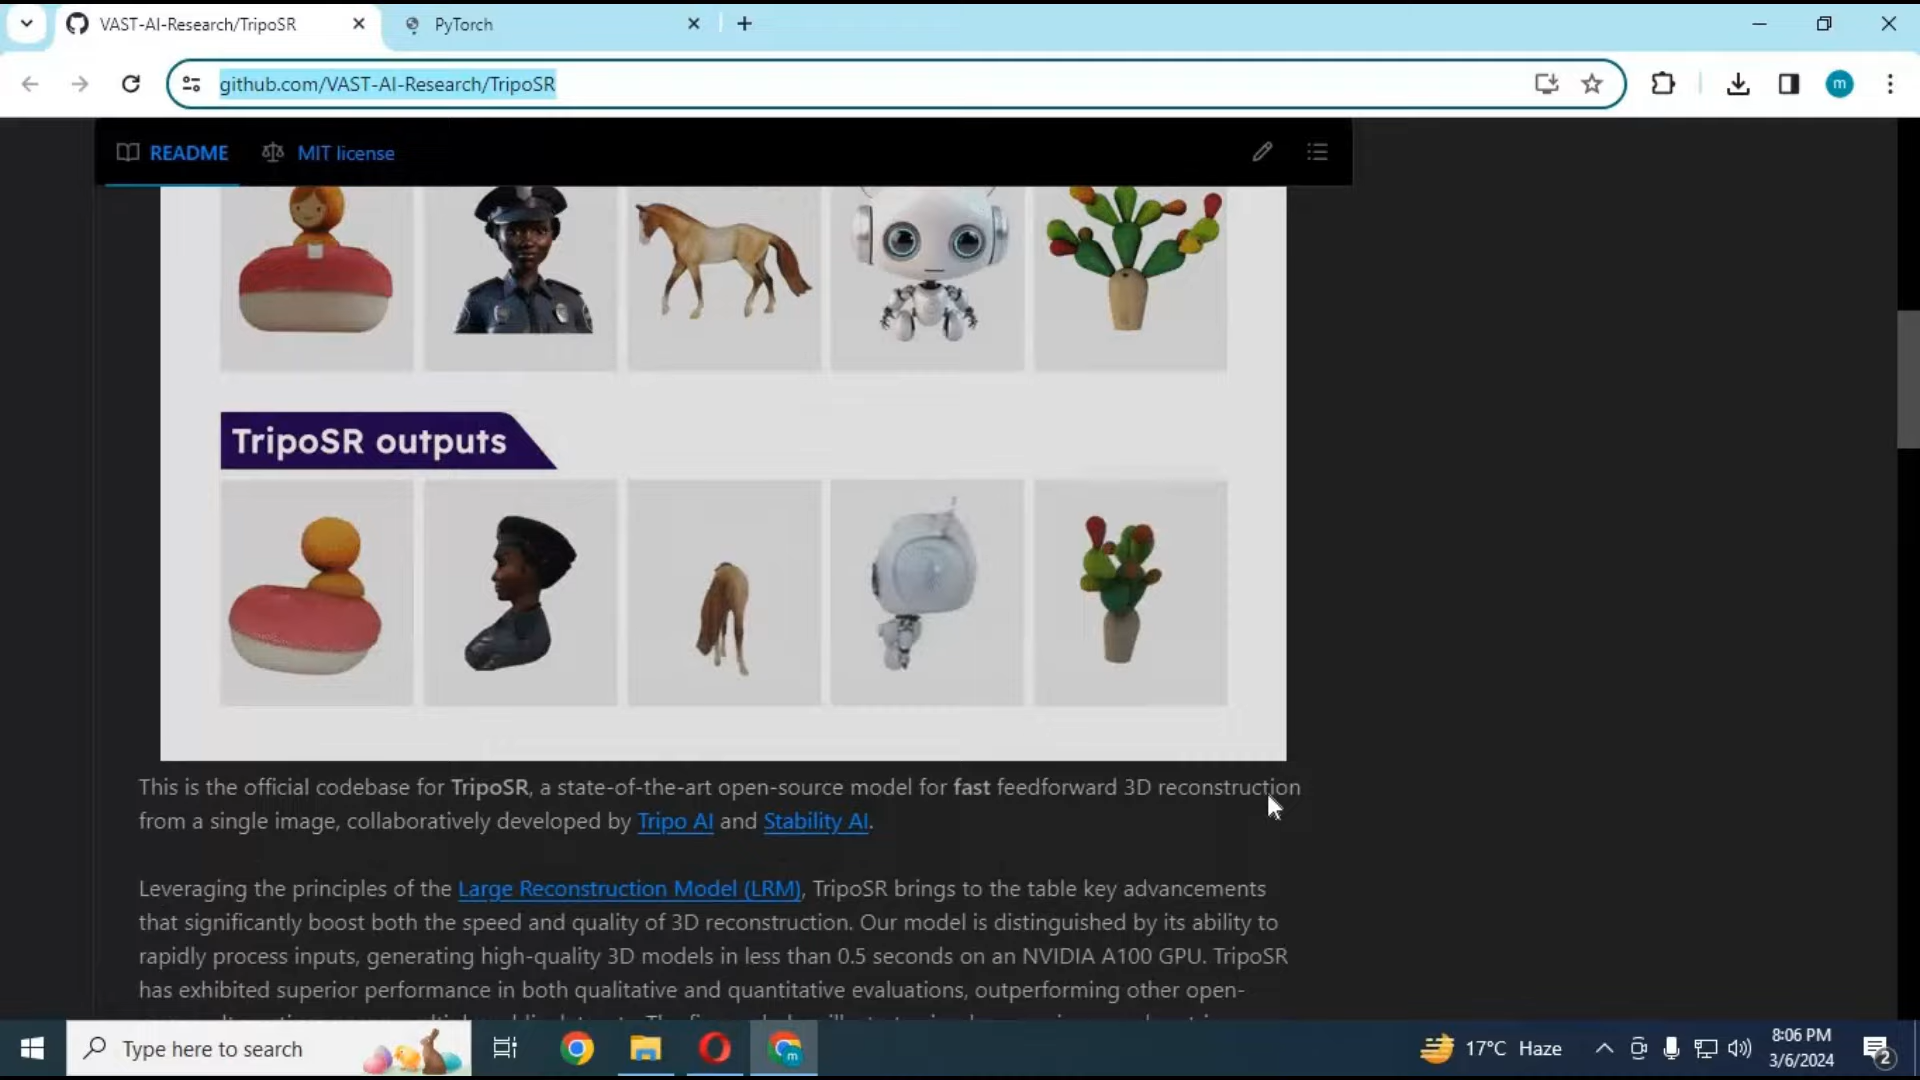 VAST-AI-Research/TripoSR
PyTorch
github.com/VAST-AI-Research/TripoSR
m
README
MIT license
TripoSR outputs
This is the official codebase for TripoSR, a state-of-the-art open-source model for fast feedforward 3D reconstruction
from a single image, collaboratively developed by Tripo AI and Stability AI.
Leveraging the principles of the Large Reconstruction Model (LRM), TripoSR brings to the table key advancements
that significantly boost both the speed and quality of 3D reconstruction. Our model is distinguished by its ability to
rapidly process inputs, generating high-quality 3D models in less than 0.5 seconds on an NVIDIA A100 GPU. TripoSR
has exhibited superior performance in both qualitative and quantitative evaluations, outperforming other open-
Type here to search
m
17°C Haze
8:06 PM
3/6/2024
2